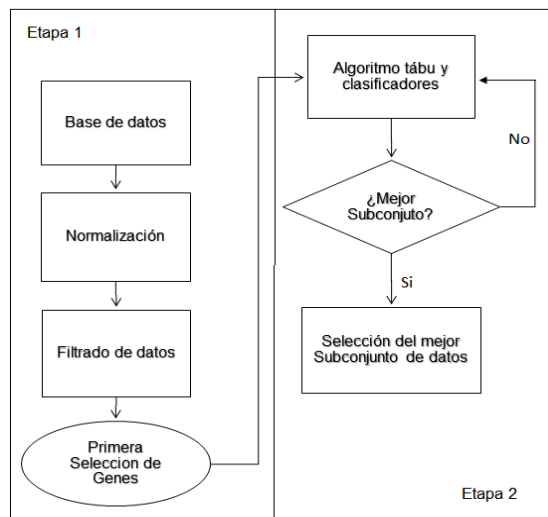 Etapa 1
Base de datos
Normalización
Filtrado de datos
Primera
Seleccion de
Genes
Algoritmo tábu y
clasificadores
No
¿Mejor
Subconjuto?
Si
Selección del mejor
Subconjunto de datos
Etapa 2